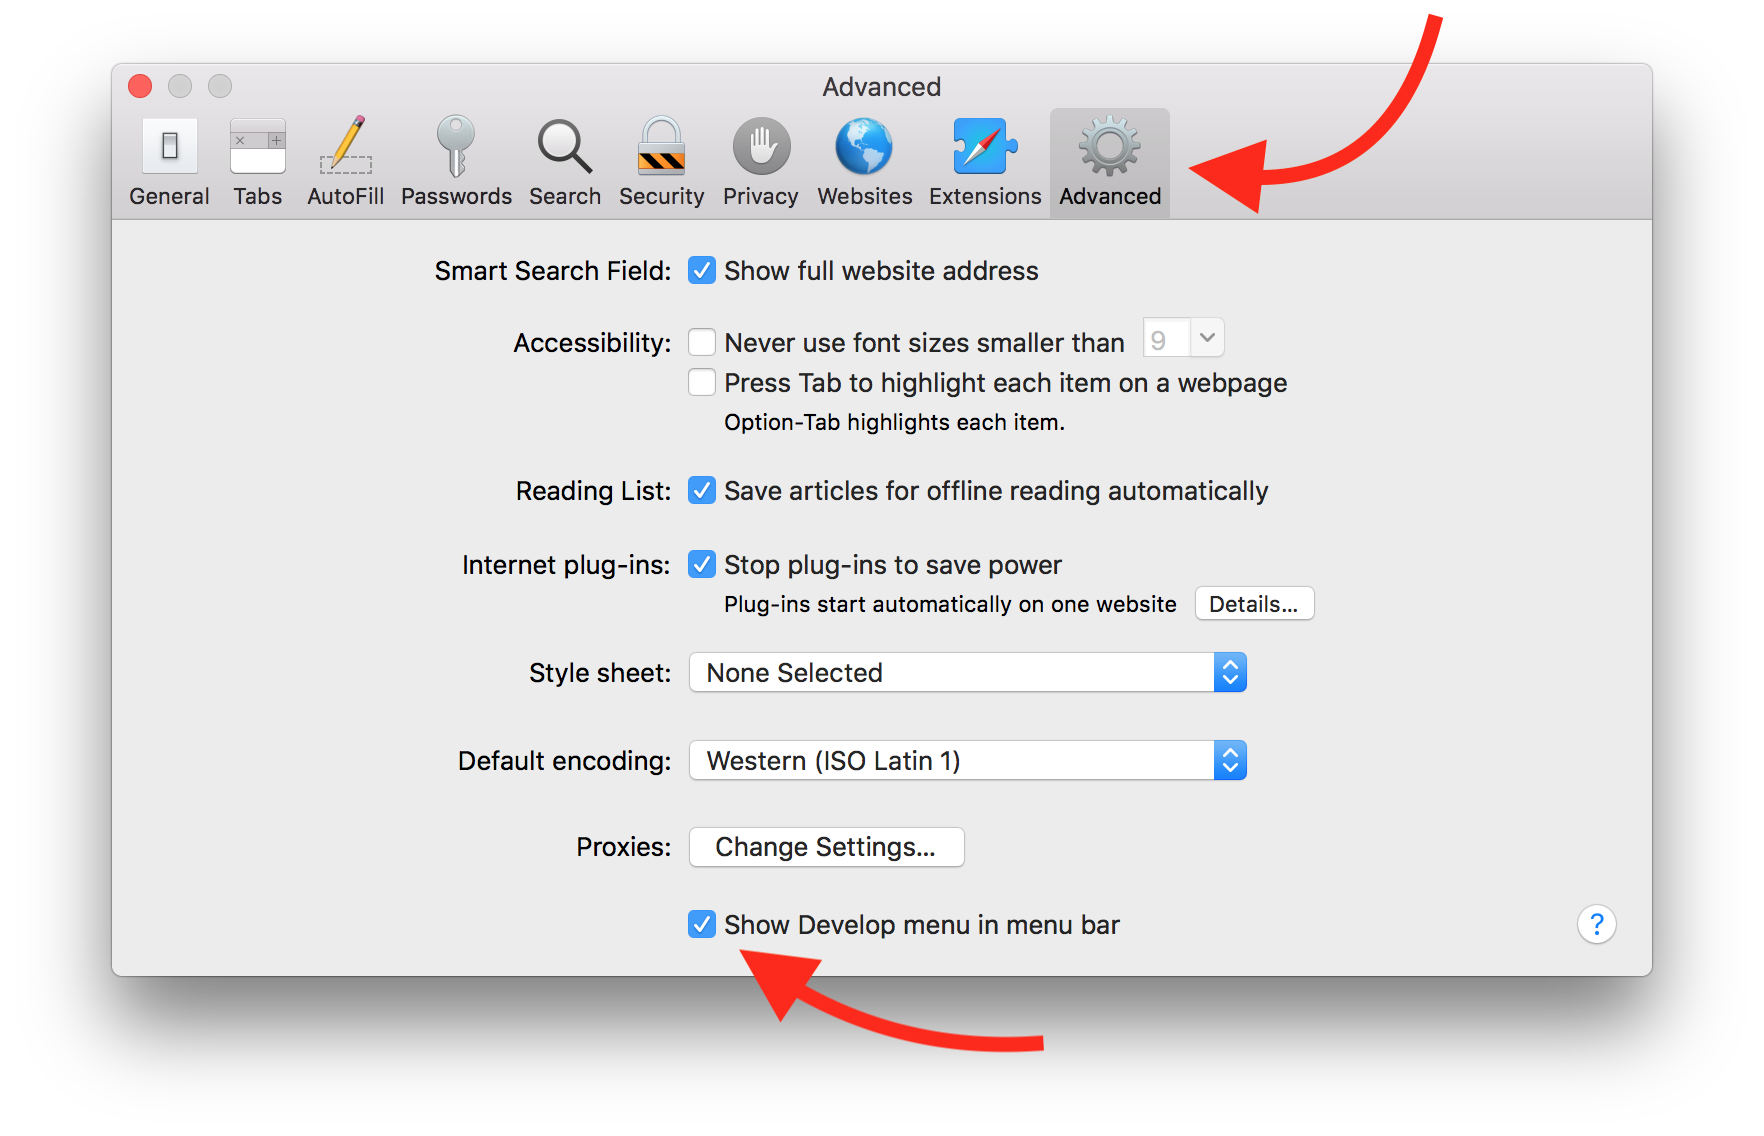 Advanced
General Tabs AutoFill Passwords Search Security Privacy Websites Extensions Advanced
Smart Search Field: Show full website address
Accessibility: Never use font sizes smaller than 9
Press Tab to highlight each item on a webpage
Option-Tab highlights each item.
Reading List: Save articles for offline reading automatically
Internet plug-ins: Stop plug-ins to save power
Plug-ins start automatically on one website Details...
Style sheet: None Selected
Default encoding: Western (ISO Latin 1)
Proxies: Change Settings...
Show Develop menu in menu bar ?